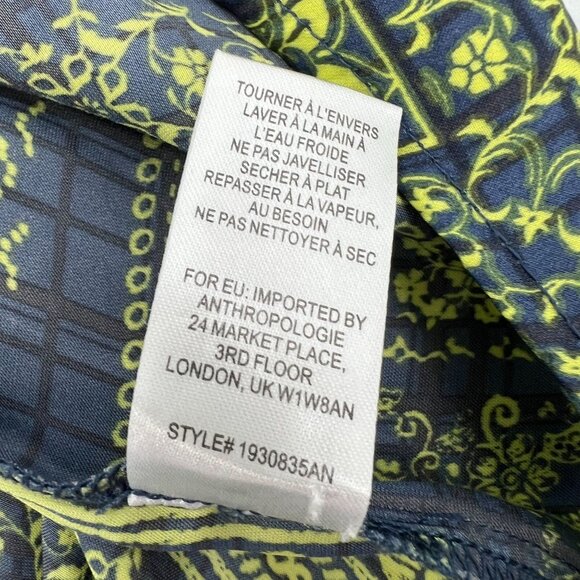 TOURNER À L'ENVERS
LAVER À LA MAIN À
L'EAU FROIDE
NE PAS JAVELLISER
SECHER À PLAT
REPASSER À LA VAPEUR,
AU BESOIN
NE PAS NETTOYER À SEC
FOR EU: IMPORTED BY
ANTHROPOLOGIE
24 MARKET PLACE,
3RD FLOOR
LONDON, UK W1W8AN
STYLE# 1930835AN